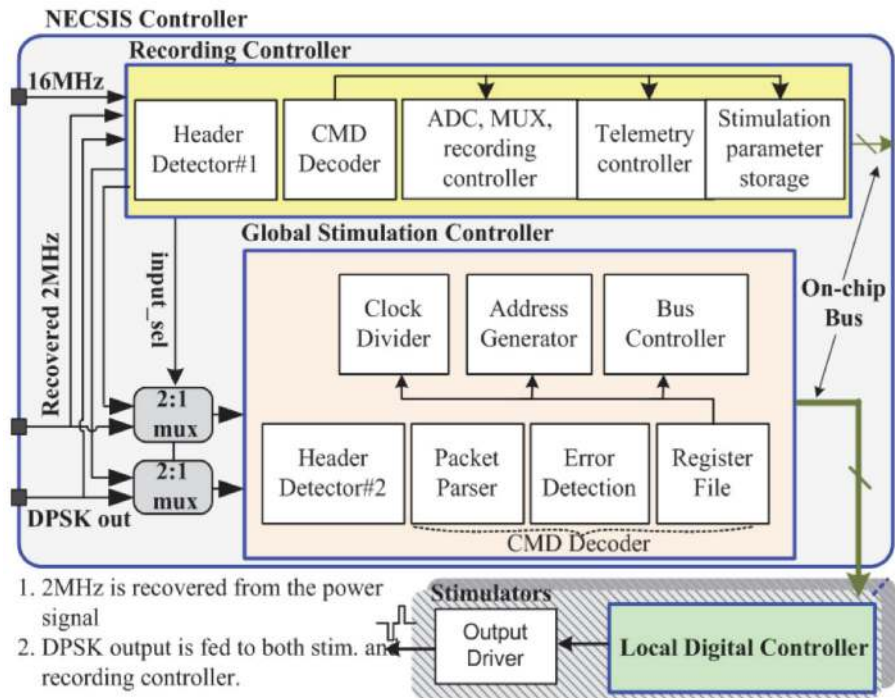 NECSIS Controller
Recording Controller
16MHz
Header
Detector#1
CMD
Decoder
ADC, MUX,
recording
controller
Telemetry
controller
Stimulation
parameter
storage
Global Stimulation Controller
Recovered 2MHz
input_sel
On-chip
Bus
Clock
Divider
Address
Generator
Bus
Controller
2:1
mux
2:1
mux
Header
Detector#2
Packet
Parser
Error
Detection
Register
File
DPSK out
CMD Decoder
1. 2MHz is recovered from the power
signal
2. DPSK output is fed to both stim. and
recording controller.
Stimulators
Output
Driver
Local Digital Controller